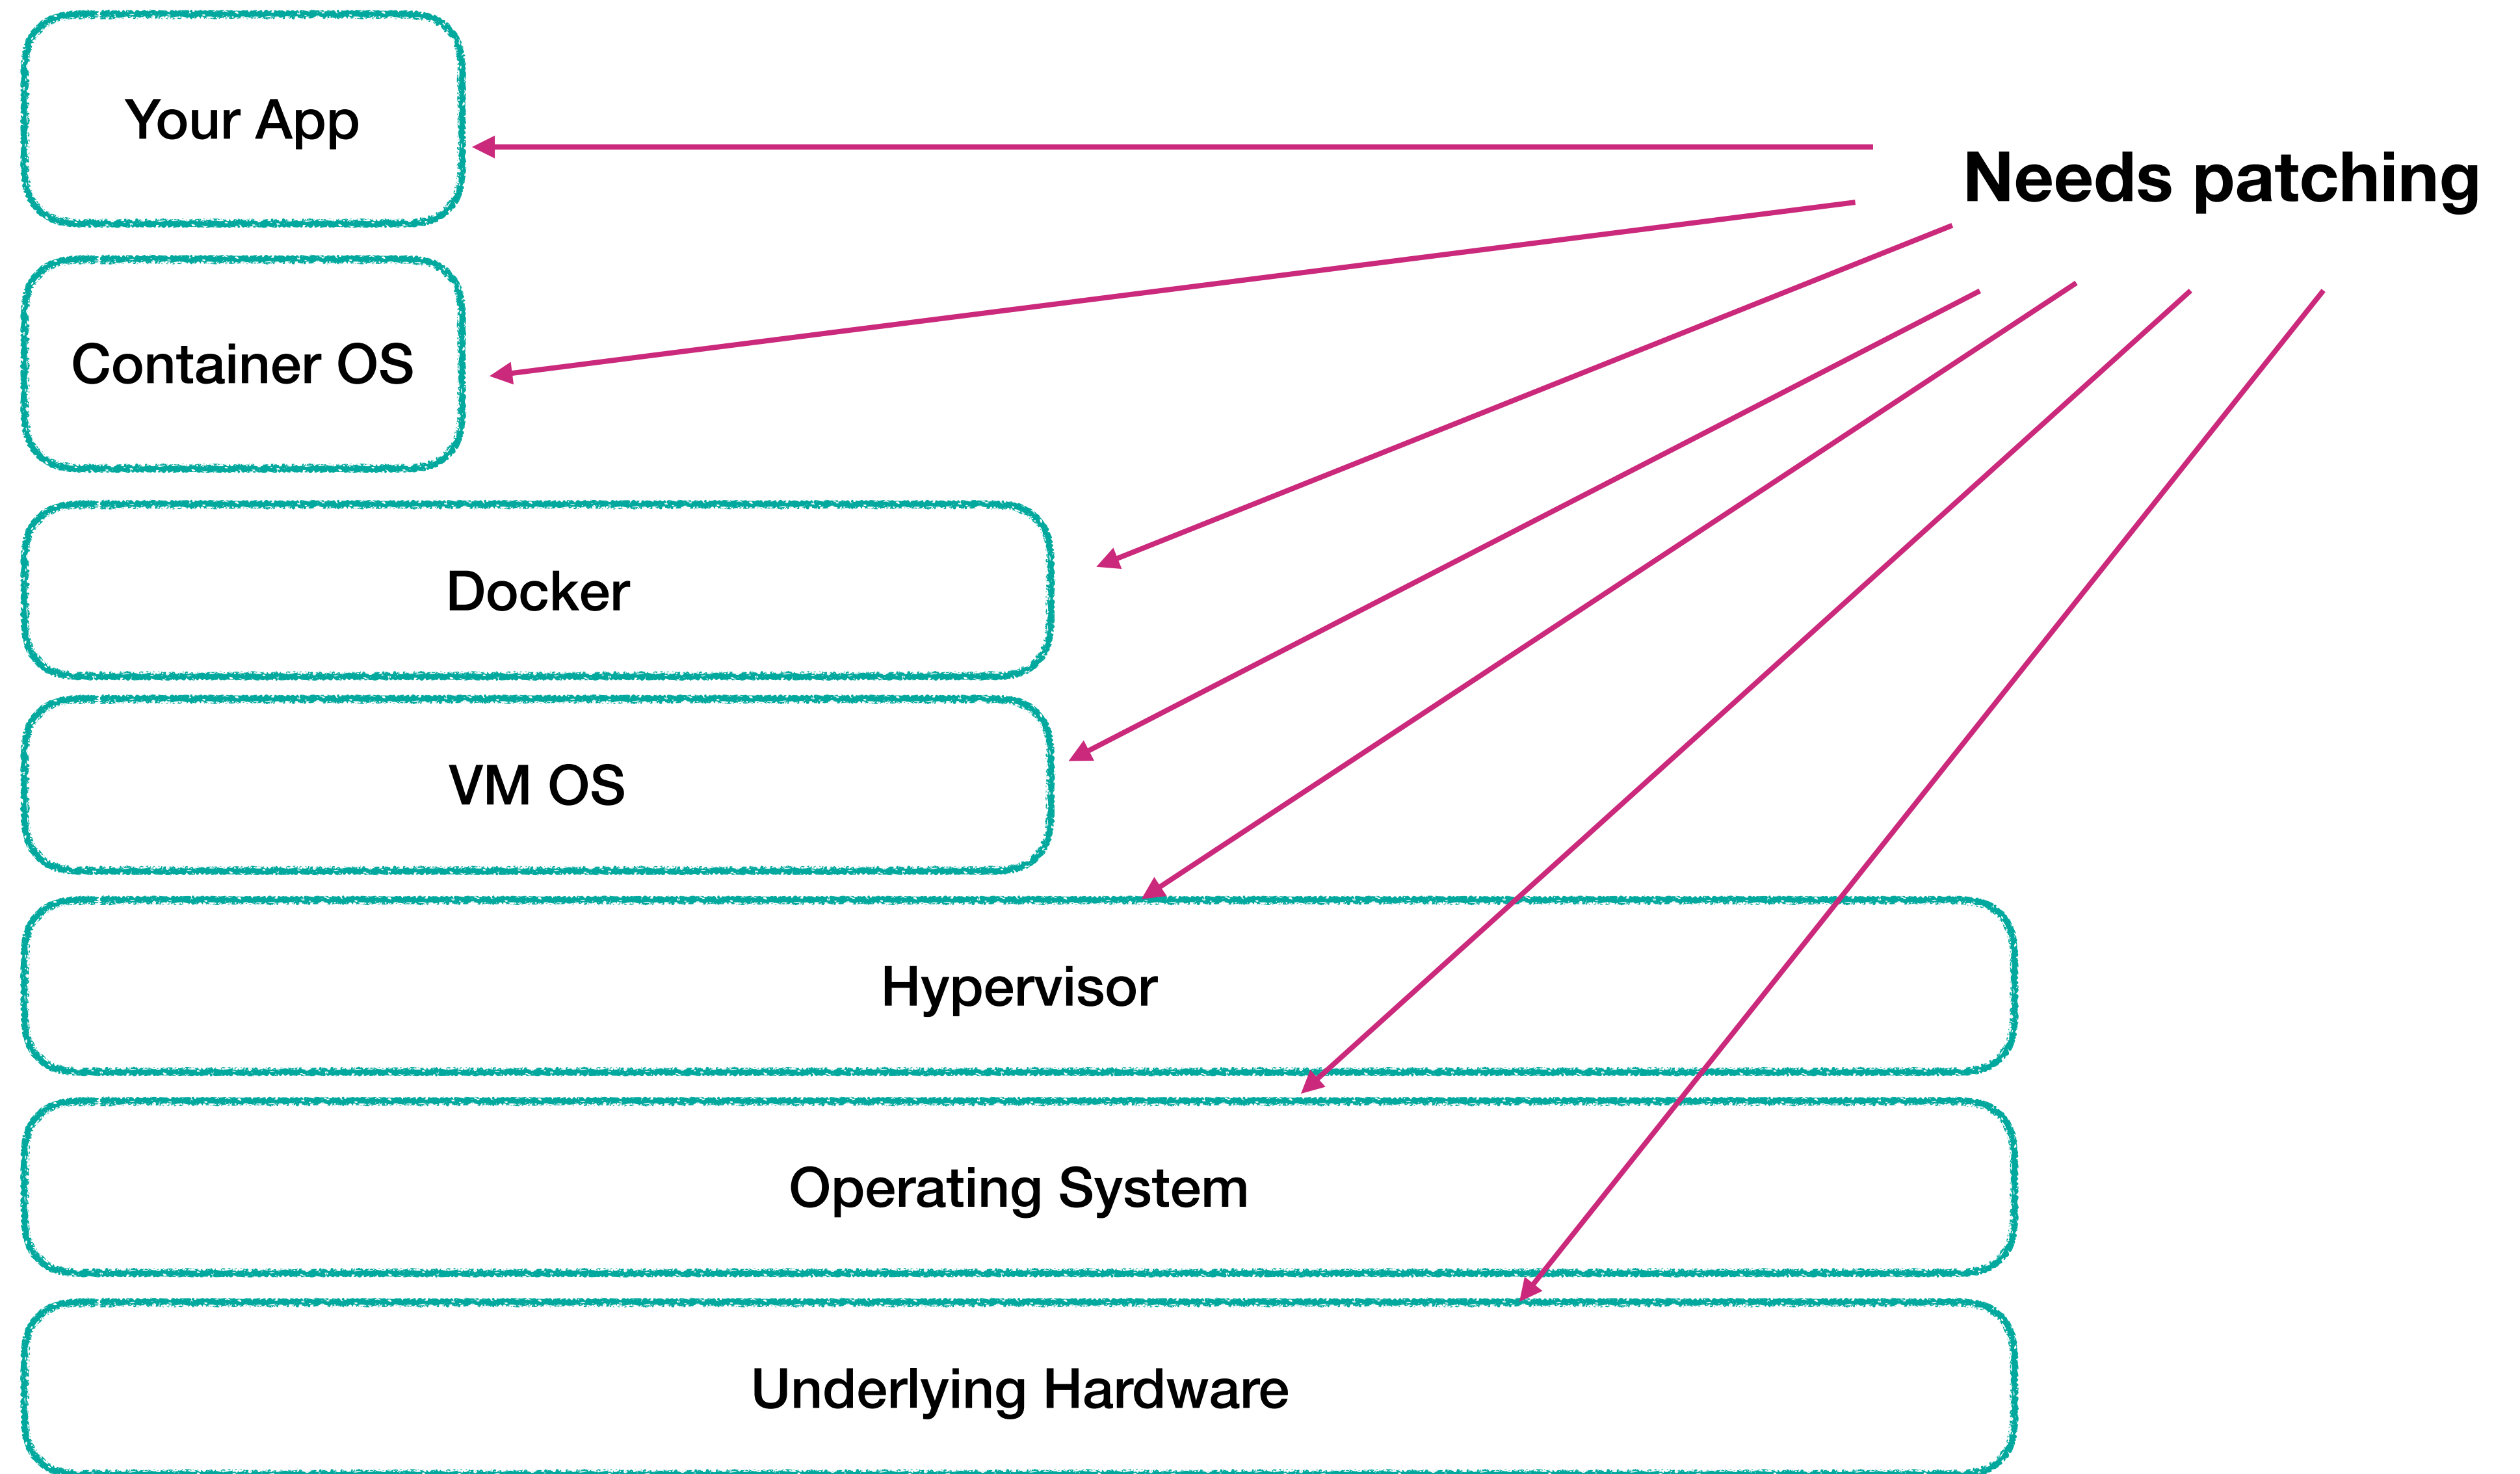 Your App
Needs patching
Container OS
Docker
VM OS
Hypervisor
Operating System
Underlying Hardware